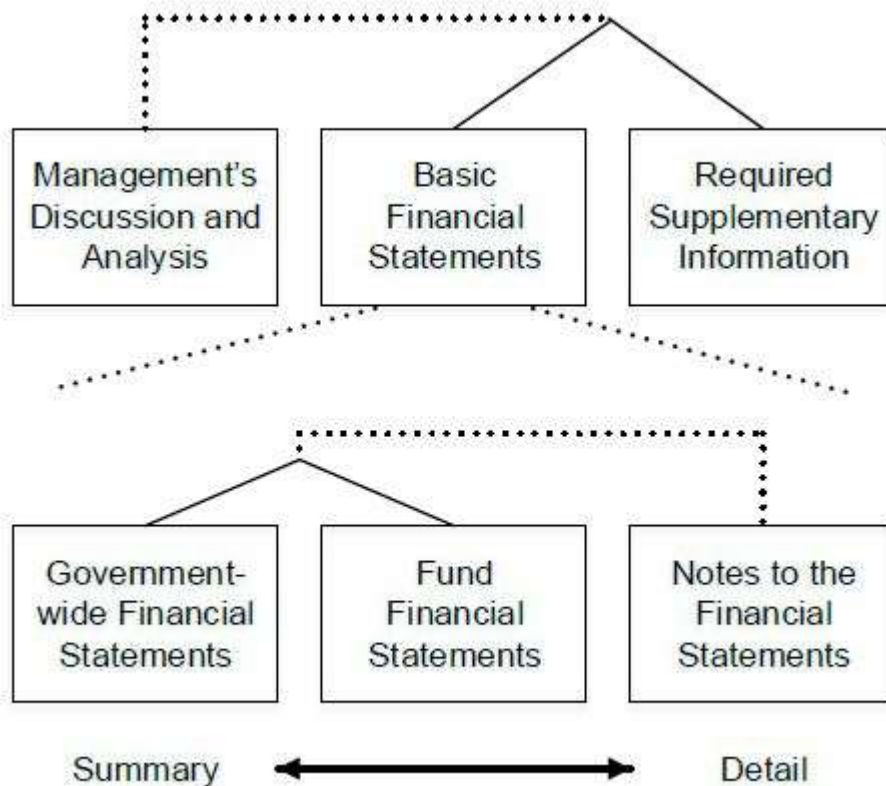 Management's
Discussion and
Analysis
Basic
Financial
Statements
Required
Supplementary
Information
Government-
wide Financial
Statements
Fund
Financial
Statements
Notes to the
Financial
Statements
Summary
Detail